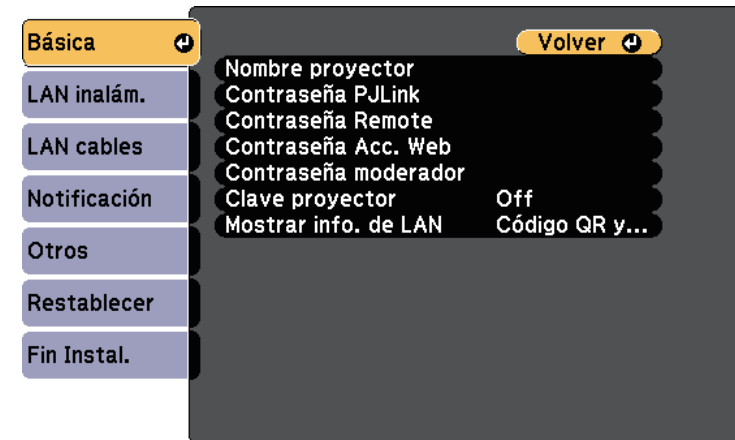 Básica
LAN inalám.
LAN cables
Notificación
Otros
Restablecer
Fin Instal.
Volver
Nombre proyector
Contraseña PJLink
Contraseña Remote
Contraseña Acc. Web
Contraseña moderador
Clave proyector Off
Mostrar info. de LAN Código QR y...